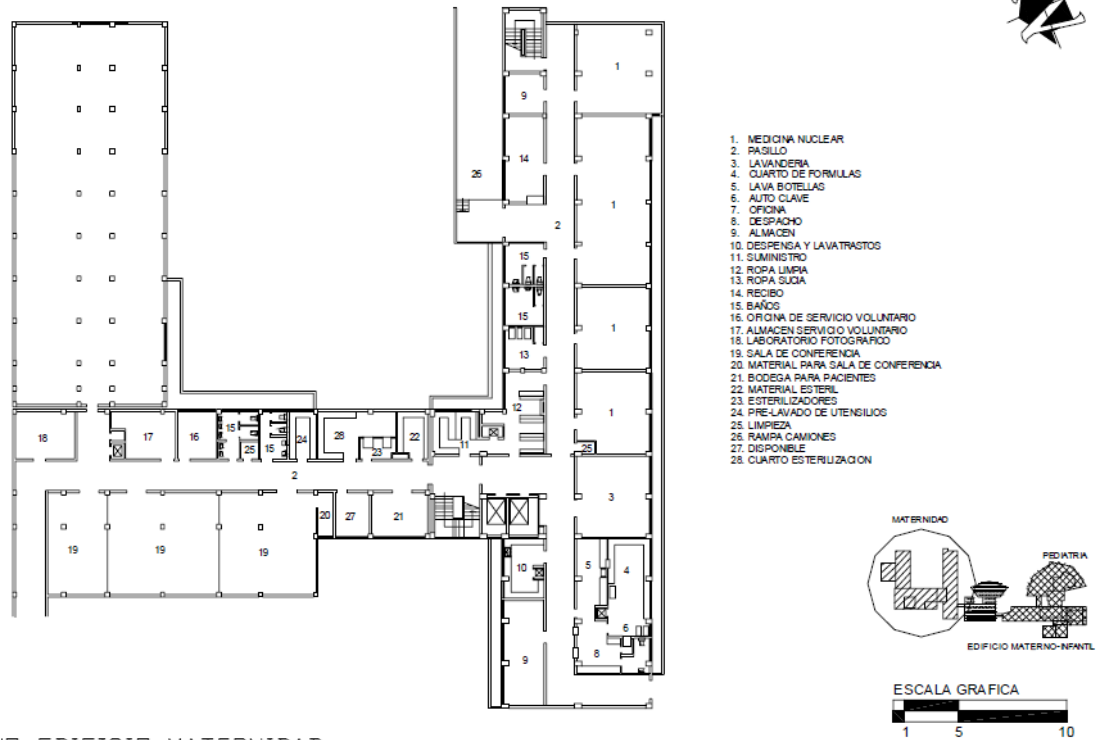 1
9
14
1
26
2
15
15
1
13
12
1
18
17
16
15
25
15
24
28
23
22
11
25
2
3
20
27
21
19
19
19
10
5
4
6
8
9
1. MEDICINA NUCLEAR
2. PASILLO
3. LAVANDERIA
4. CUARTO DE FORMULAS
5. LAVA BOTELLAS
6. AUTO CLAVE
7. OFICINA
8. DESPACHO
9. ALMACEN
10. DESPENSA Y LAVATRASTOS
11. SUMINISTRO
12. ROPA LIMPIA
13. ROPA SUCIA
14. RECIBO
15. BAÑOS
16. OFICINA DE SERVICIO VOLUNTARIO
17. ALMACEN SERVICIO VOLUNTARIO
18. LABORATORIO FOTOGRAFICO
19. SALA DE CONFERENCIA
20. MATERIAL PARA SALA DE CONFERENCIA
21. BODEGA PARA PACIENTES
22. MATERIAL ESTERIL
23. ESTERILIZADORES
24. PRE-LAVADO DE UTENSILIOS
25. LIMPIEZA
26. RAMPA CAMIONES
27. DISPONIBLE
28. CUARTO ESTERILIZACION
MATERNIDAD
PEDIATRIA
EDIFICIO MATERNO-INFANTIL
ESCALA GRAFICA
1 5 10
EDIFICIO MATERNIDAD